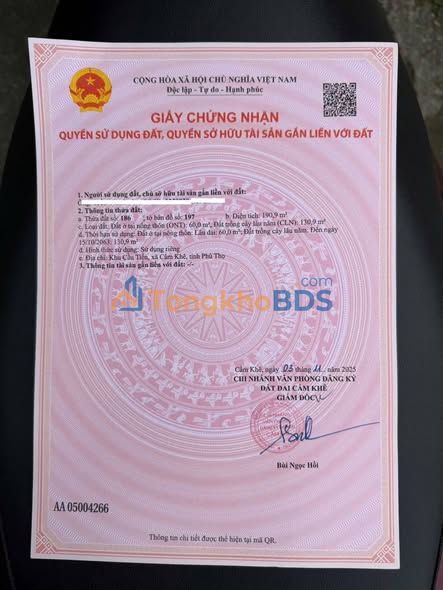 CỘNG HÒA XÃ HỘI CHỦ NGHĨA VIỆT NAM
Độc lập - Tự do - Hạnh phúc
GIẤY CHỨNG NHẬN
QUYỀN SỬ DỤNG ĐẤT, QUYỀN SỞ HỮU TÀI SẢN GẮN LIỀN VỚI ĐẤT
1. Người sử dụng đất, chủ sở hữu tài sản gắn liền với đất:
2. Thông tin thửa đất:
a. Thửa đất số: 186 ; tờ bản đồ số: 197 b. Diện tích: 190,9 m²
c. Loại đất: Đất ở tại nông thôn (ONT) 60,0 m²; Đất trồng cây lâu năm (CLN): 130,9 m²
d. Thời hạn sử dụng: Đất ở tại nông thôn: Lâu dài: 60,0 m²; Đất trồng cây lâu năm: Đến ngày
15/10/2063: 130,9 m²
đ. Hình thức sử dụng: Sử dụng riêng
e. Địa chỉ: Khu Cầu Tiến, xã Cẩm Khê, tỉnh Phú Thọ
3. Thông tin tài sản gắn liền với đất: -/-
TongkhoBDS.com
Cẩm Khê, ngày 03 tháng 11 năm 2025
CHI NHÁNH VĂN PHÒNG ĐĂNG KÝ
ĐẤT ĐAI CẨM KHÊ
GIÁM ĐỐC
Bùi Ngọc Hồi
AA 05004266
Thông tin chi tiết được thể hiện tại mã QR.